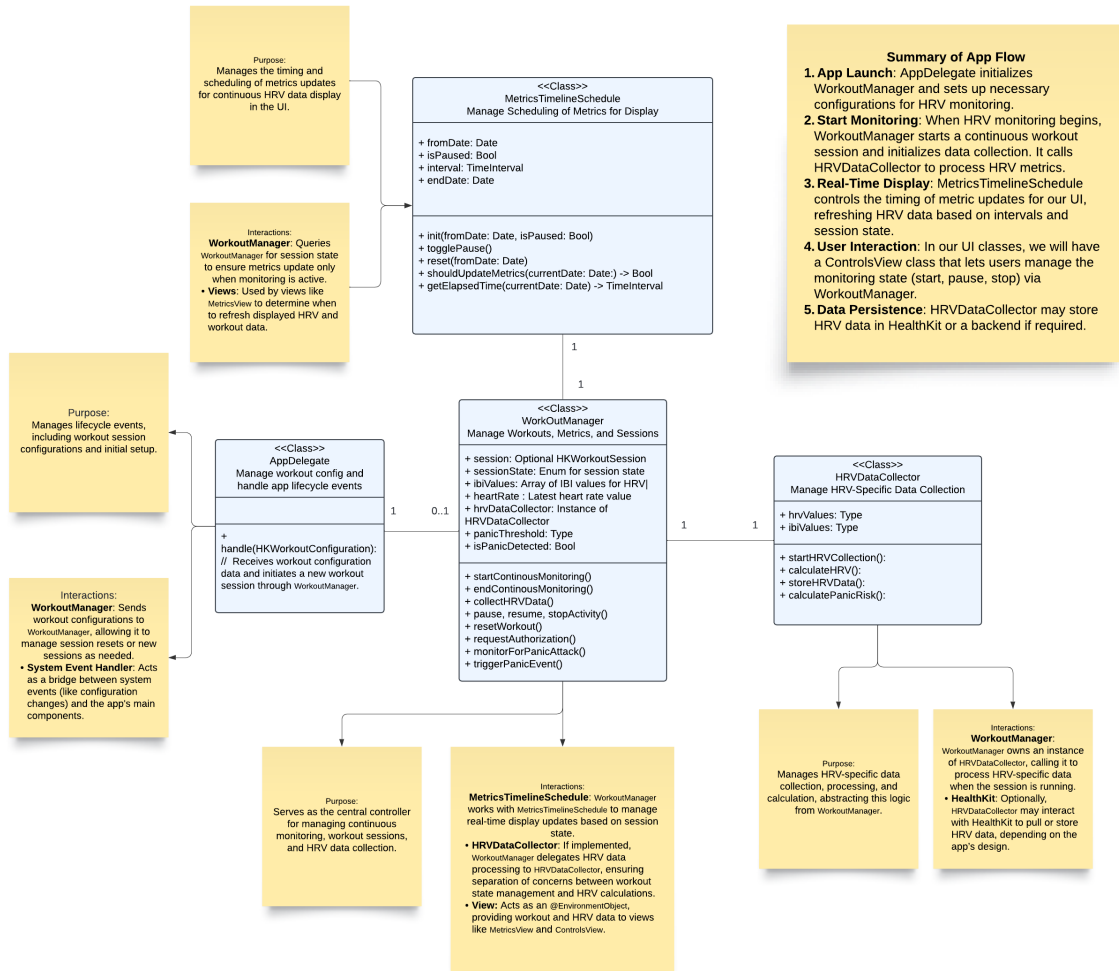 Purpose:
Manages the timing and
scheduling of metrics updates
for continuous HRV data display
in the UI.
<<Class>>
MetricsTimelineSchedule
Manage Scheduling of Metrics for Display
+ fromDate: Date
+ isPaused: Bool
+ interval: TimeInterval
+ endDate: Date
+ init(fromDate: Date, isPaused: Bool)
+ togglePause()
+ reset(fromDate: Date)
+ shouldUpdateMetrics(currentDate: Date:) -> Bool
+ getElapsedTime(currentDate: Date) -> TimeInterval
Summary of App Flow
1. App Launch: AppDelegate initializes
WorkoutManager and sets up necessary
configurations for HRV monitoring.
2. Start Monitoring: When HRV monitoring begins,
WorkoutManager starts a continuous workout
session and initializes data collection. It calls
HRVDataCollector to process HRV metrics.
3. Real-Time Display: MetricsTimelineSchedule
controls the timing of metric updates for our UI,
refreshing HRV data based on intervals and
session state.
4. User Interaction: In our UI classes, we will have
a ControlsView class that lets users manage the
monitoring state (start, pause, stop) via
WorkoutManager.
5. Data Persistence: HRVDataCollector may store
HRV data in HealthKit or a backend if required.
Interactions:
WorkoutManager: Queries
WorkoutManager for session state
to ensure metrics update only
when monitoring is active.
• Views: Used by views like
MetricsView to determine when
to refresh displayed HRV and
workout data.
1
1
Purpose:
Manages lifecycle events,
including workout session
configurations and initial setup.
<<Class>>
AppDelegate
Manage workout config and
handle app lifecycle events
+
handle(HKWorkoutConfiguration):
// Receives workout configuration
data and initiates a new workout
session through WorkoutManager.
1
0..1
<<Class>>
WorkOutManager
Manage Workouts, Metrics, and Sessions
+ session: Optional HKWorkoutSession
+ sessionState: Enum for session state
+ ibiValues: Array of IBI values for HRV|
+ heartRate : Latest heart rate value
+ hrvDataCollector: Instance of
HRVDataCollector
+ panicThreshold: Type
+ isPanicDetected: Bool
+ startContinousMonitoring()
+ endContinousMonitoring()
+ collectHRVData()
+ pause, resume, stopActivity()
+ resetWorkout()
+ requestAuthorization()
+ monitorForPanicAttack()
+ triggerPanicEvent()
1
1
<<Class>>
HRVDataCollector
Manage HRV-Specific Data Collection
+ hrvValues: Type
+ ibiValues: Type
+ startHRVCollection():
+ calculateHRV():
+ storeHRVData():
+ calculatePanicRisk():
Interactions:
WorkoutManager: Sends
workout configurations to
WorkoutManager, allowing it to
manage session resets or new
sessions as needed.
• System Event Handler: Acts
as a bridge between system
events (like configuration
changes) and the app's main
components.
Purpose:
Serves as the central controller
for managing continuous
monitoring, workout sessions,
and HRV data collection.
Interactions:
MetricsTimelineSchedule: WorkoutManager
works with MetricsTimelineSchedule to manage
real-time display updates based on session
state.
• HRVDataCollector: If implemented,
WorkoutManager delegates HRV data
processing to HRVDataCollector, ensuring
separation of concerns between workout
state management and HRV calculations.
• View: Acts as an @EnvironmentObject,
providing workout and HRV data to views
like MetricsView and ControlsView.
Purpose:
Manages HRV-specific data
collection, processing, and
calculation, abstracting this logic
from WorkoutManager.
Interactions:
WorkoutManager:
WorkoutManager owns an instance
of HRVDataCollector, calling it to
process HRV-specific data
when the session is running.
• HealthKit: Optionally,
HRVDataCollector may interact
with HealthKit to pull or store
HRV data, depending on the
app's design.